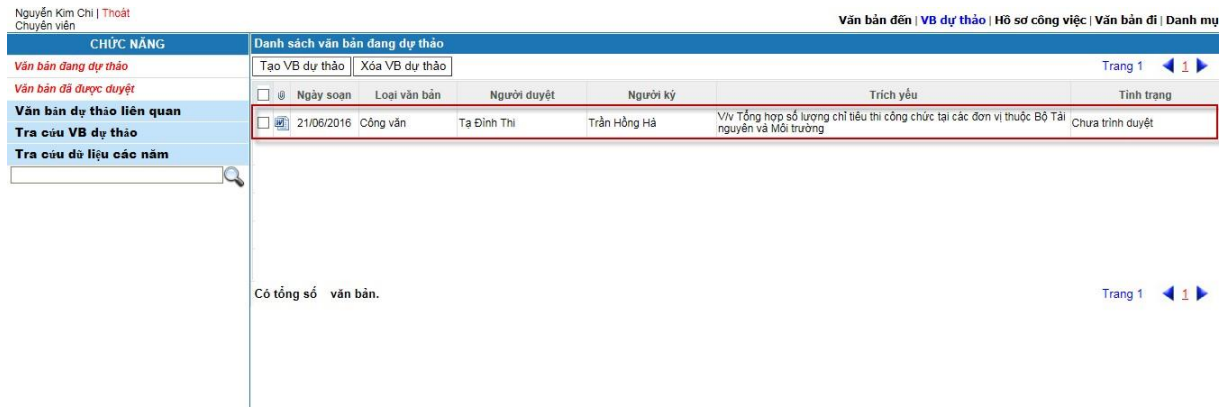 Nguyễn Kim Chi | Thoát
Chuyên viên
Văn bản đến | VB dự thảo | Hồ sơ công việc | Văn bản đi | Danh mụ
CHỨC NĂNG
Danh sách văn bản đang dự thảo
Văn bản đang dự thảo
Tạo VB dự thảo Xóa VB dự thảo
Trang 1 1
Văn bản đã được duyệt
Ngày soạn Loại văn bản Người duyệt Người ký Trích yếu Tình trạng
Văn bản dự thảo liên quan
21/06/2016 Công văn Tạ Đình Thi Trần Hồng Hà V/v Tổng hợp số lượng chỉ tiêu thi công chức tại các đơn vị thuộc Bộ Tài nguyên và Môi trường Chưa trình duyệt
Tra cứu VB dự thảo
Tra cứu dữ liệu các năm
Có tổng số văn bản.
Trang 1 1